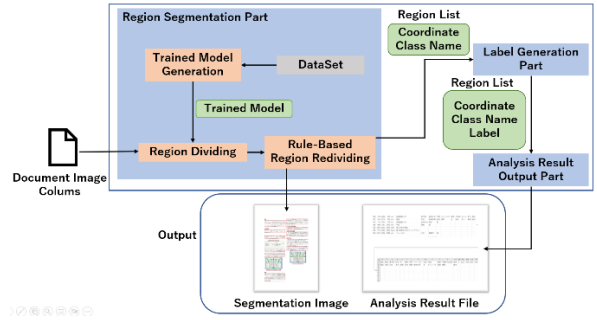 Region Segmentation Part
Region List
Coordinate
Class Name
Trained Model
Generation
DataSet
Label Generation
Part
Region List
Trained Model
Coordinate
Class Name
Label
Region Dividing
Rule-Based
Region Redividing
Analysis Result
Output Part
Document Image
Colums
Output
Segmentation Image
Analysis Result File